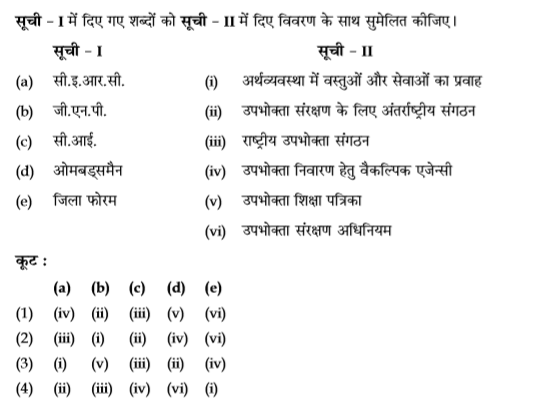 सूची – I में दिए गए शब्दों को सूची – II में दिए विवरण के साथ सुमेलित कीजिए।
सूची – I सूची – II
(a) सी.इ.आर.सी. (i) अर्थव्यवस्था में वस्तुओं और सेवाओं का प्रवाह
(b) जी.एन.पी. (ii) उपभोक्ता संरक्षण के लिए अंतर्राष्ट्रीय संगठन
(c) सी.आई. (iii) राष्ट्रीय उपभोक्ता संगठन
(d) ओमबड्समैन (iv) उपभोक्ता निवारण हेतु वैकल्पिक एजेन्सी
(e) जिला फोरम (v) उपभोक्ता शिक्षा पत्रिका
(vi) उपभोक्ता संरक्षण अधिनियम
कूट :
(a) (b) (c) (d) (e)
(1) (iv) (ii) (iii) (v) (vi)
(2) (iii) (i) (ii) (iv) (vi)
(3) (i) (v) (iii) (ii) (iv)
(4) (ii) (iii) (iv) (vi) (i)